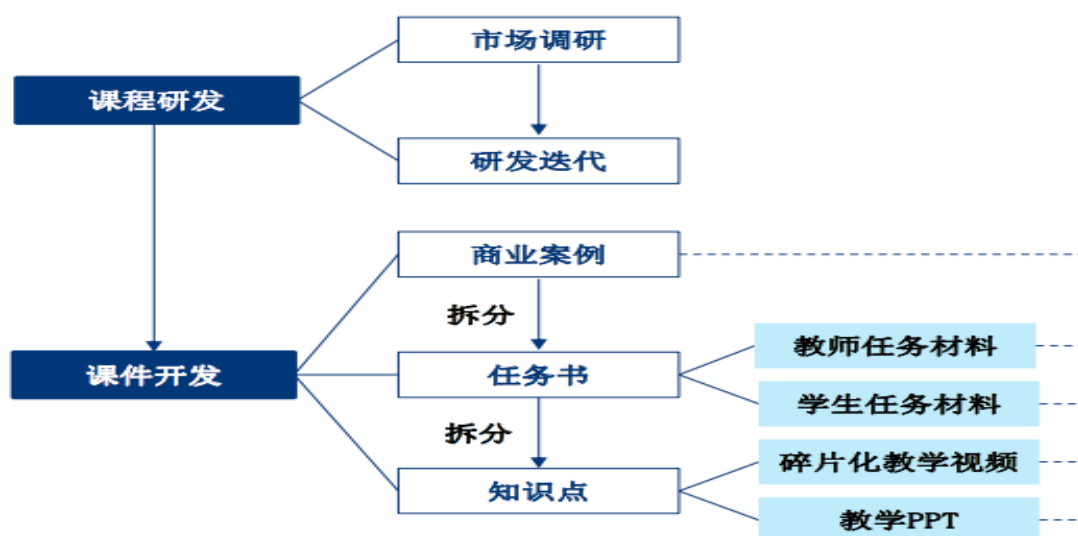 市场调研
课程研发
研发迭代
商业案例
拆分
教师任务材料
课件开发
任务书
学生任务材料
拆分
碎片化教学视频
知识点
教学PPT